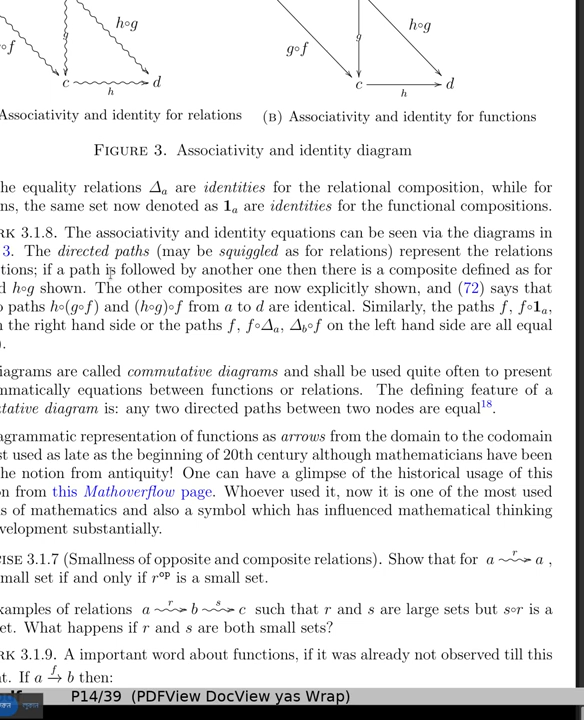 h∘g
g
∘f
c
h
d
h∘g
g∘f
g
c
h
d
Associativity and identity for relations
(B) Associativity and identity for functions
FIGURE 3. Associativity and identity diagram
he equality relations Δₐ are identities for the relational composition, while for
ns, the same set now denoted as 𝟏ₐ are identities for the functional compositions.
RK 3.1.8. The associativity and identity equations can be seen via the diagrams in
3. The directed paths (may be squiggled as for relations) represent the relations
tions; if a path is followed by another one then there is a composite defined as for
d h∘g shown. The other composites are now explicitly shown, and (72) says that
o paths h∘(g∘f) and (h∘g)∘f from a to d are identical. Similarly, the paths f, f∘𝟏ₐ,
n the right hand side or the paths f, f∘Δₐ, Δ_b∘f on the left hand side are all equal
).
iagrams are called commutative diagrams and shall be used quite often to present
mmatically equations between functions or relations. The defining feature of a
tative diagram is: any two directed paths between two nodes are equal¹⁸.
agrammatic representation of functions as arrows from the domain to the codomain
st used as late as the beginning of 20th century although mathematicians have been
he notion from antiquity! One can have a glimpse of the historical usage of this
n from this Mathoverflow page. Whoever used it, now it is one of the most used
s of mathematics and also a symbol which has influenced mathematical thinking
velopment substantially.
ISE 3.1.7 (Smallness of opposite and composite relations). Show that for a r⇝ a ,
mall set if and only if rᵒᵖ is a small set.
xamples of relations a r⇝ b s⇝ c such that r and s are large sets but s∘r is a
et. What happens if r and s are both small sets?
RK 3.1.9. A important word about functions, if it was already not observed till this
t. If a f→ b then:
P14/39 (PDFView DocView yas Wrap)